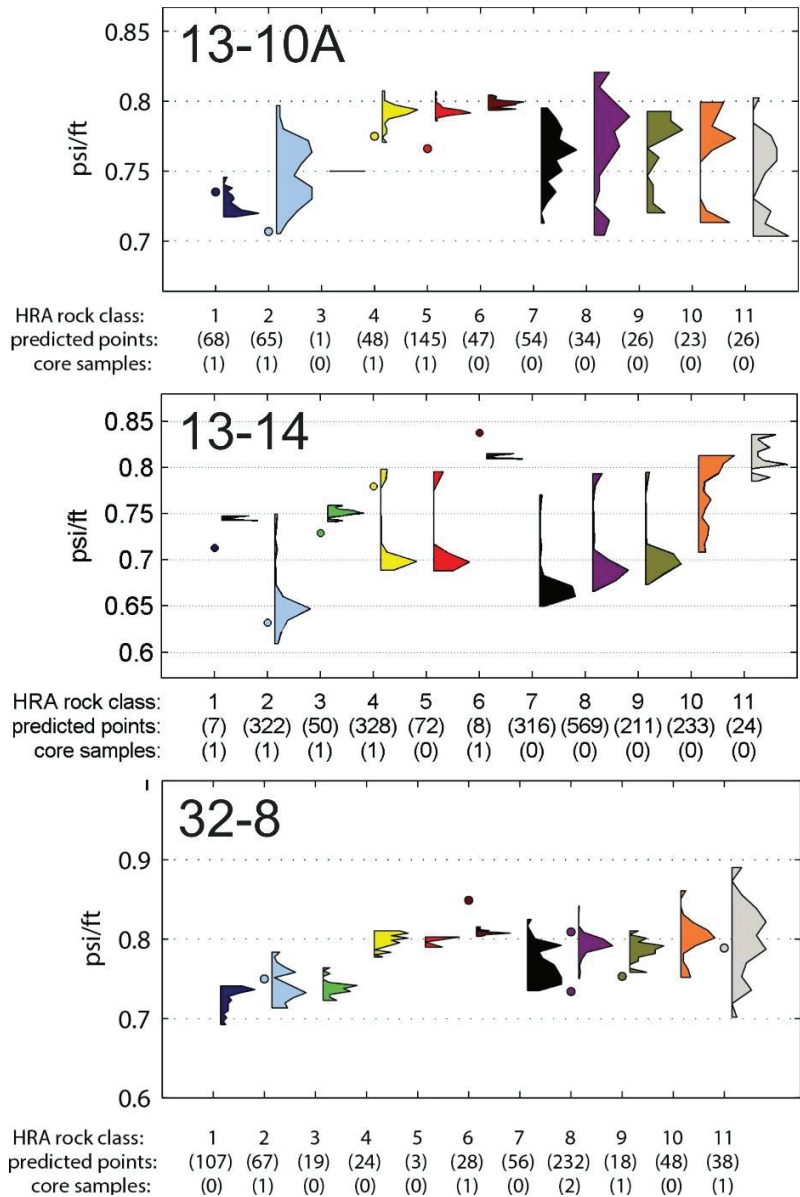 0.85
13-10A
0.8
psi/ft
0.75
0.7
HRA rock class: 1 2 3 4 5 6 7 8 9 10 11
predicted points: (68) (65) (1) (48) (145) (47) (54) (34) (26) (23) (26)
core samples: (1) (1) (0) (1) (1) (0) (0) (0) (0) (0) (0)
0.85
13-14
0.8
0.75
psi/ft
0.7
0.65
0.6
HRA rock class: 1 2 3 4 5 6 7 8 9 10 11
predicted points: (7) (322) (50) (328) (72) (8) (316) (569) (211) (233) (24)
core samples: (1) (1) (1) (1) (0) (1) (0) (0) (0) (0) (0)
1
32-8
0.9
psi/ft
0.8
0.7
0.6
HRA rock class: 1 2 3 4 5 6 7 8 9 10 11
predicted points: (107) (67) (19) (24) (3) (28) (56) (232) (18) (48) (38)
core samples: (0) (1) (0) (0) (0) (1) (0) (2) (1) (0) (1)